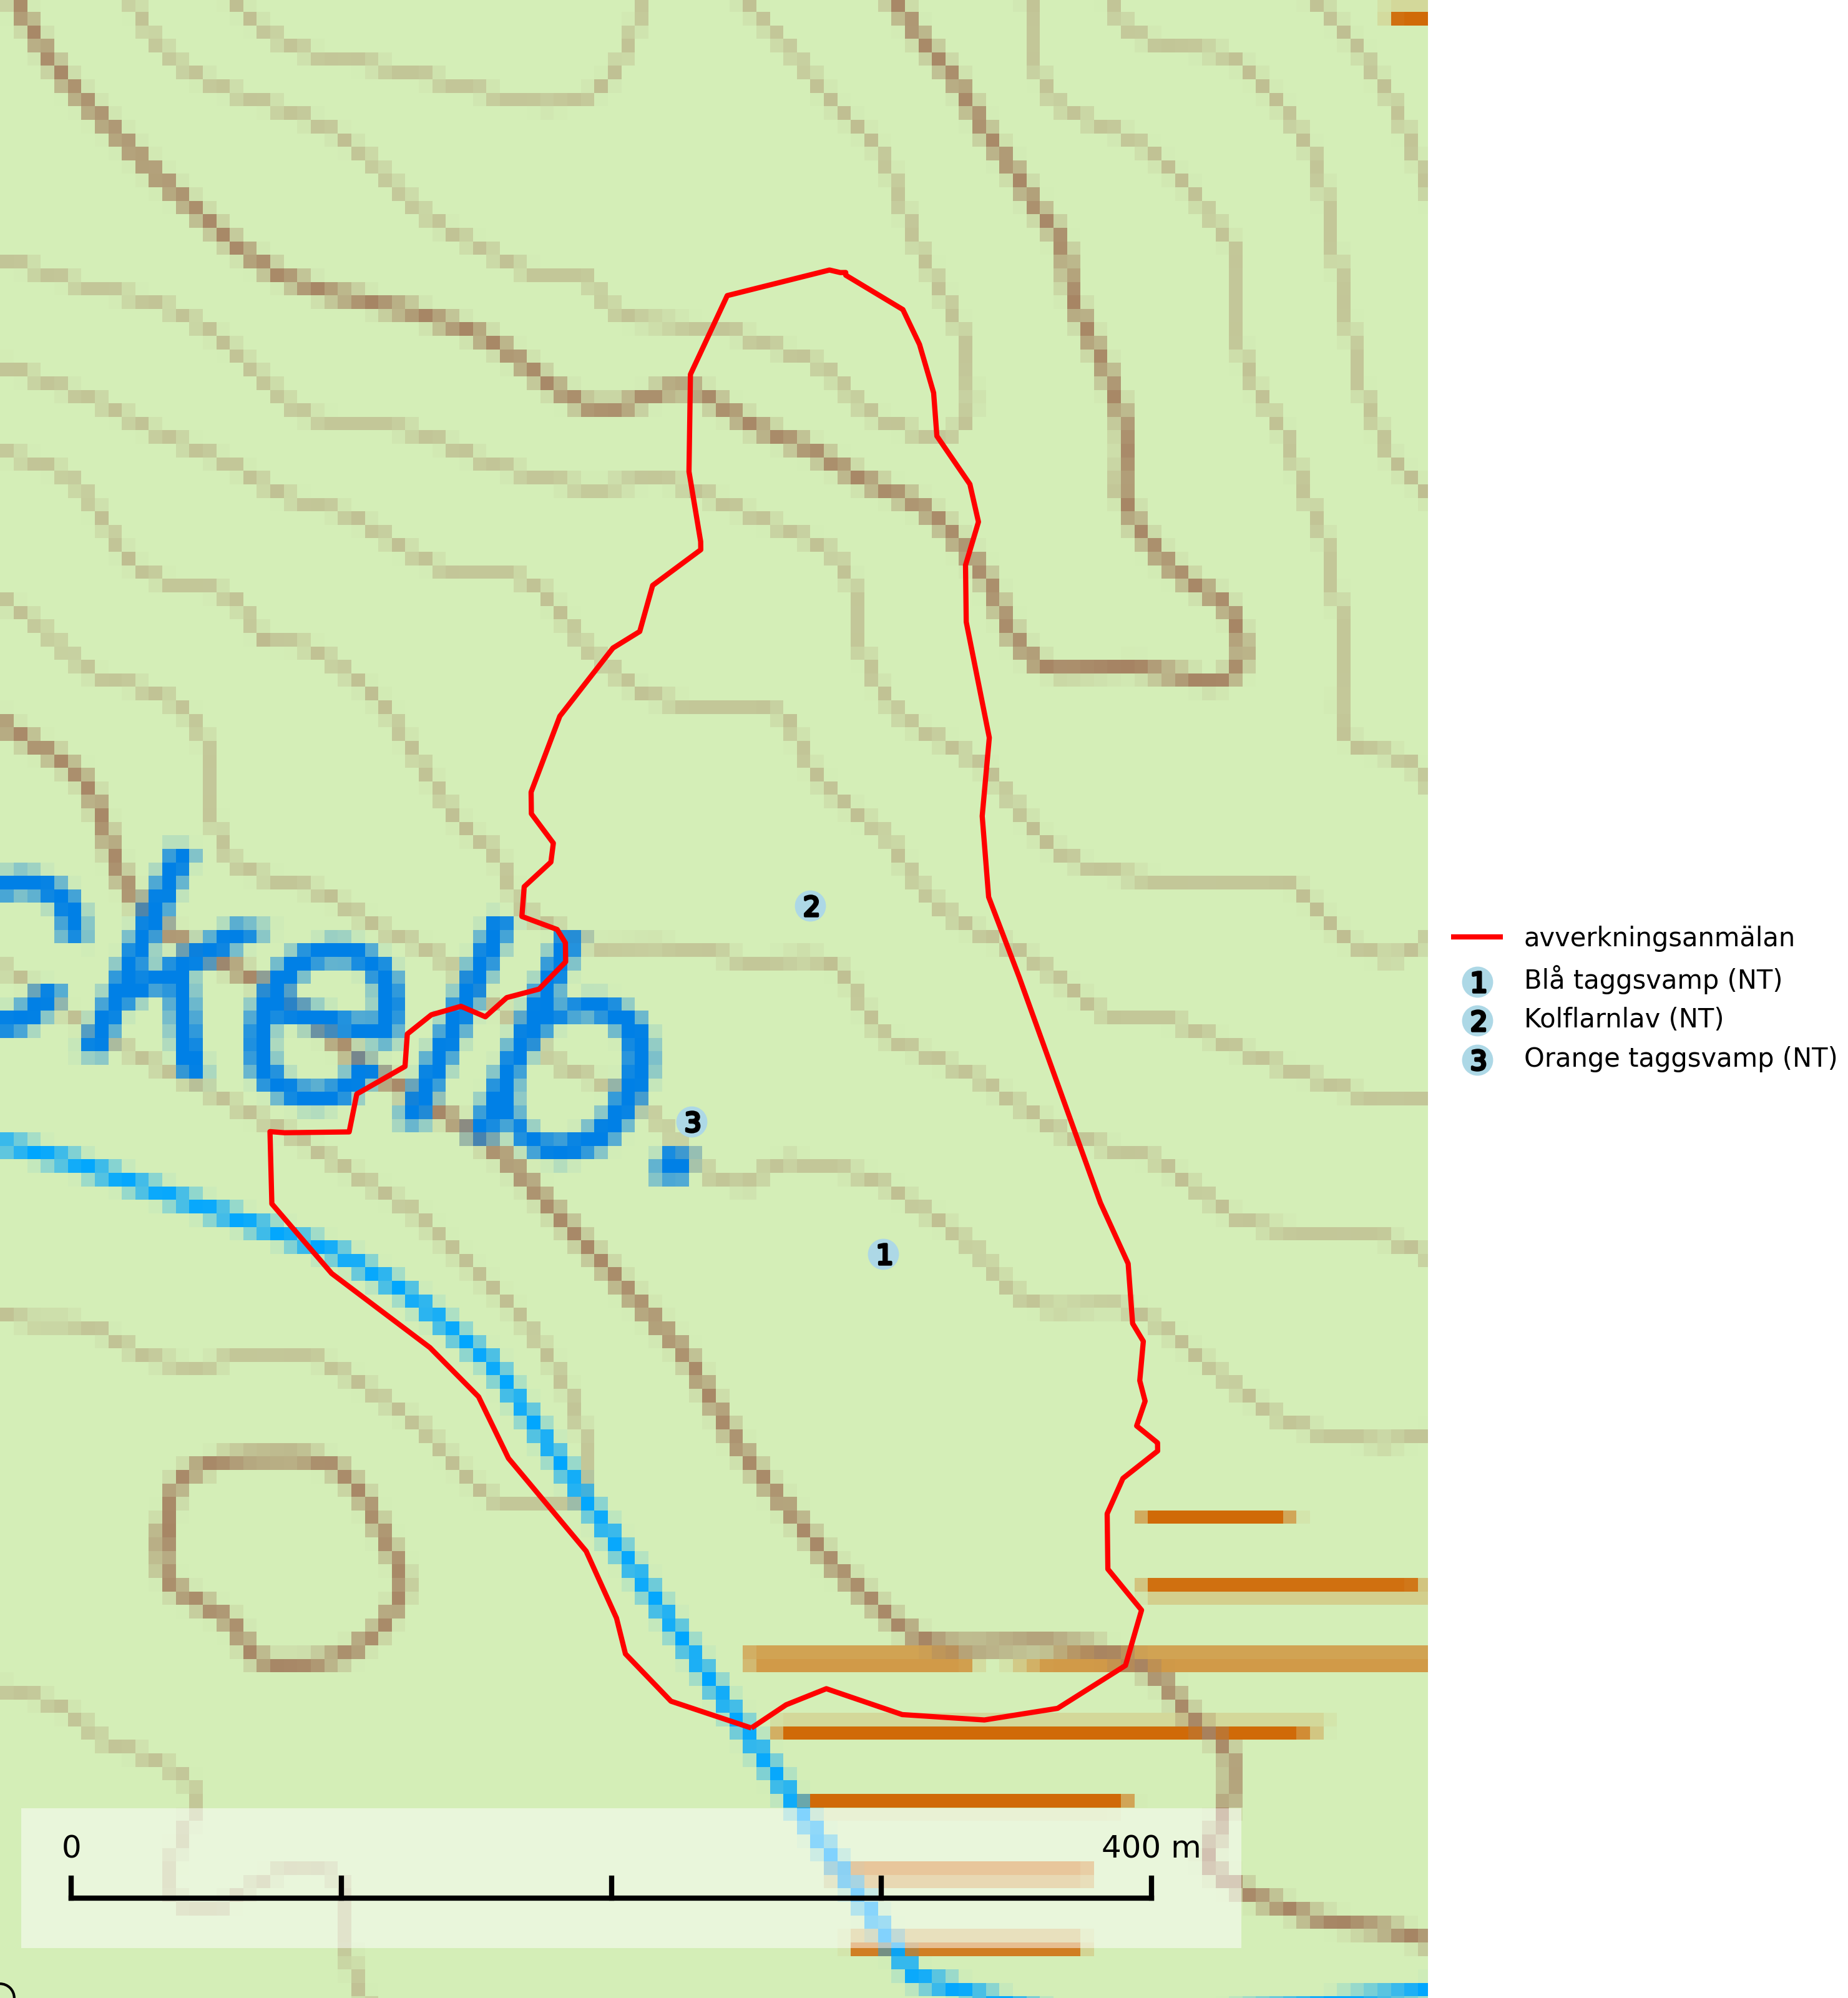 2
avverkningsanmälan
1 Blå taggsvamp (NT)
2 Kolflarnlav (NT)
3 Orange taggsvamp (NT)
3
1
0 400 m